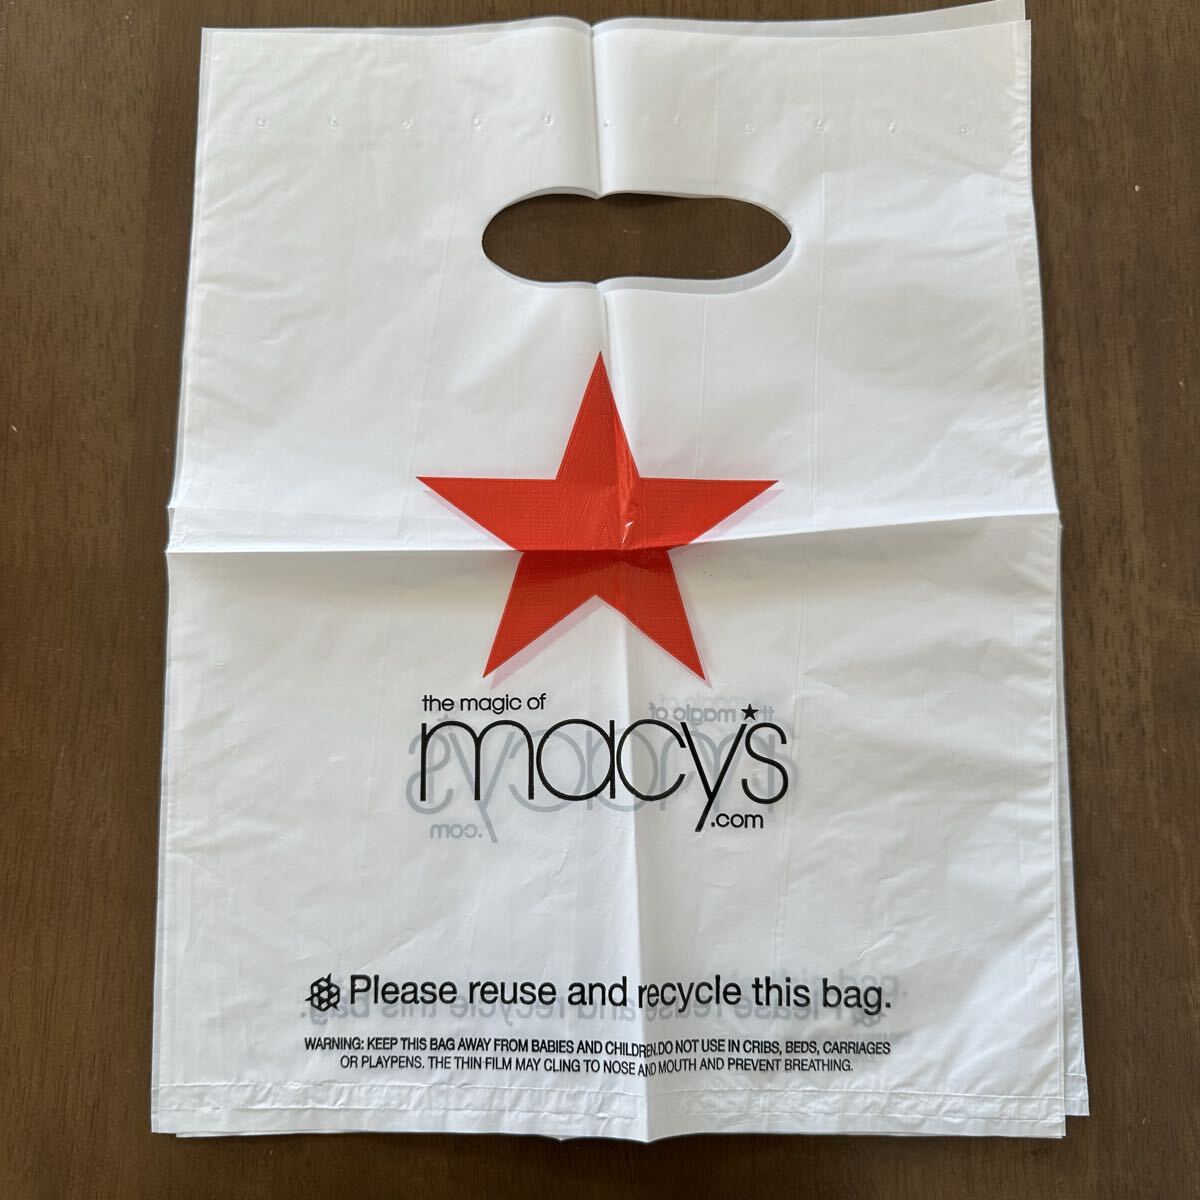 the magic of
macy's
.com
Please reuse and recycle this bag.
WARNING: KEEP THIS BAG AWAY FROM BABIES AND CHILDREN.DO NOT USE IN CRIBS, BEDS, CARRIAGES
OR PLAYPENS. THE THIN FILM MAY CLING TO NOSE AND MOUTH AND PREVENT BREATHING.